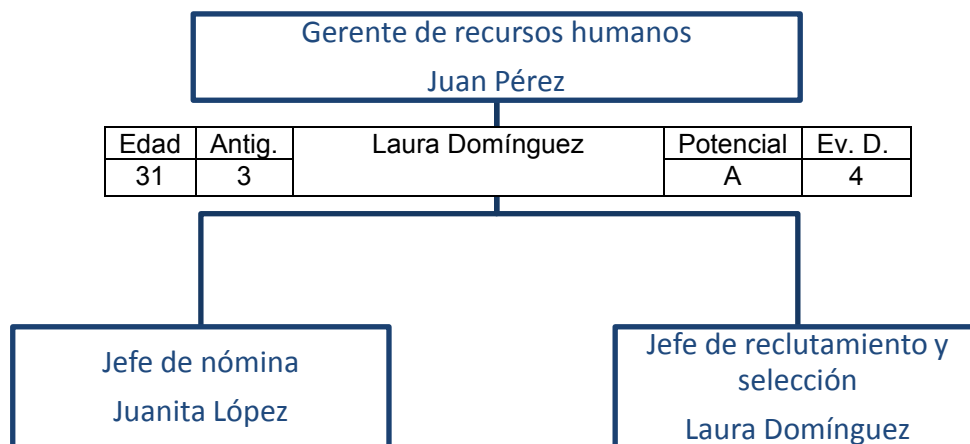 Gerente de recursos humanos
Juan Pérez
Edad Antig. Laura Domínguez Potencial Ev. D.
31 3 A 4
Jefe de nómina
Juanita López
Jefe de reclutamiento y
selección
Laura Domínguez